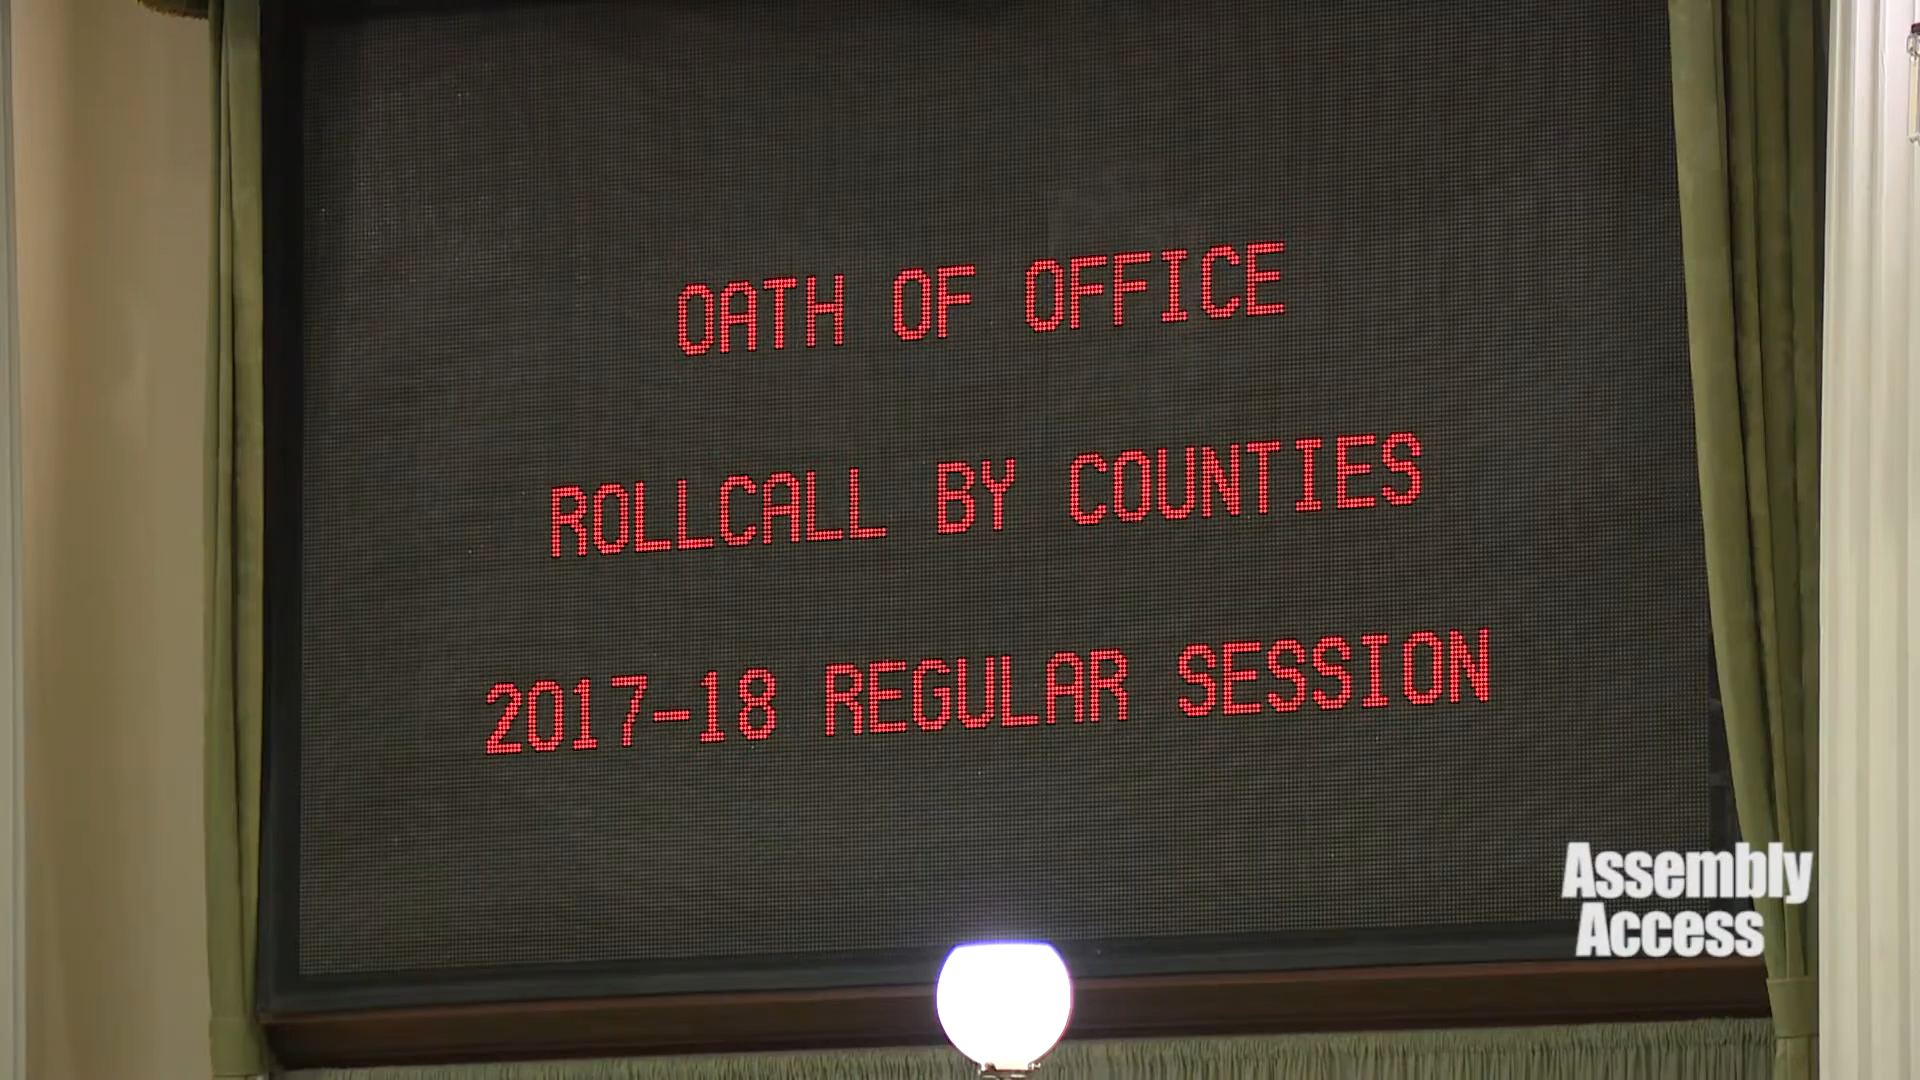 OATH OF OFFICE
ROLLCALL BY COUNTIES
2017-18 REGULAR SESSION
Assembly
Access